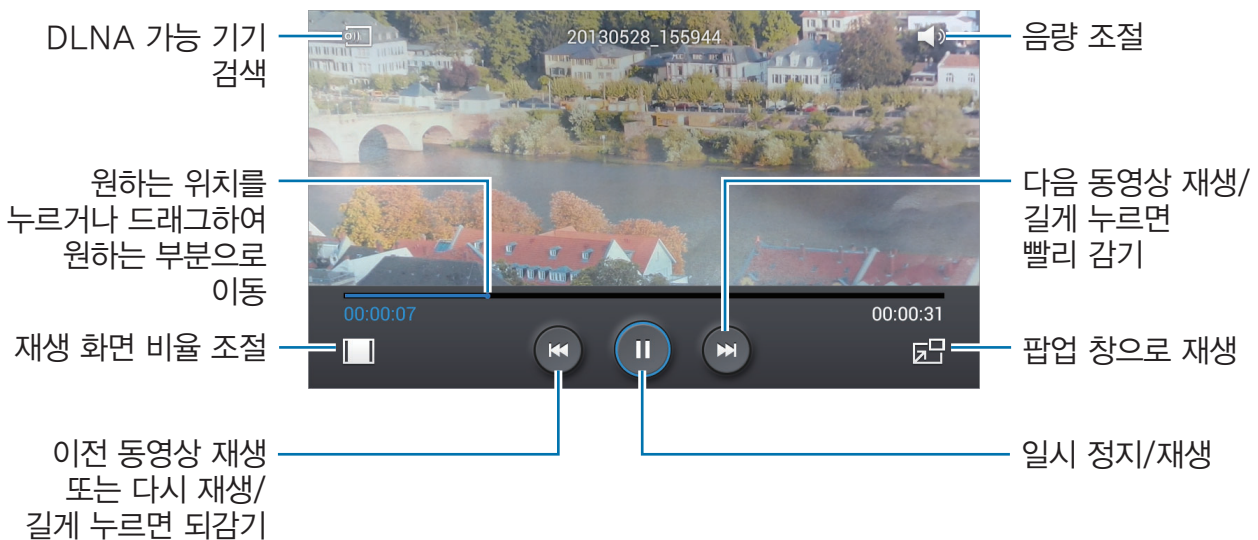 DLNA 가능 기기
검색
20130528_155944
음량 조절
원하는 위치를
누르거나 드래그하여
원하는 부분으로
이동
다음 동영상 재생/
길게 누르면
빨리 감기
00:00:07
00:00:31
재생 화면 비율 조절
팝업 창으로 재생
이전 동영상 재생
또는 다시 재생/
길게 누르면 되감기
일시 정지/재생